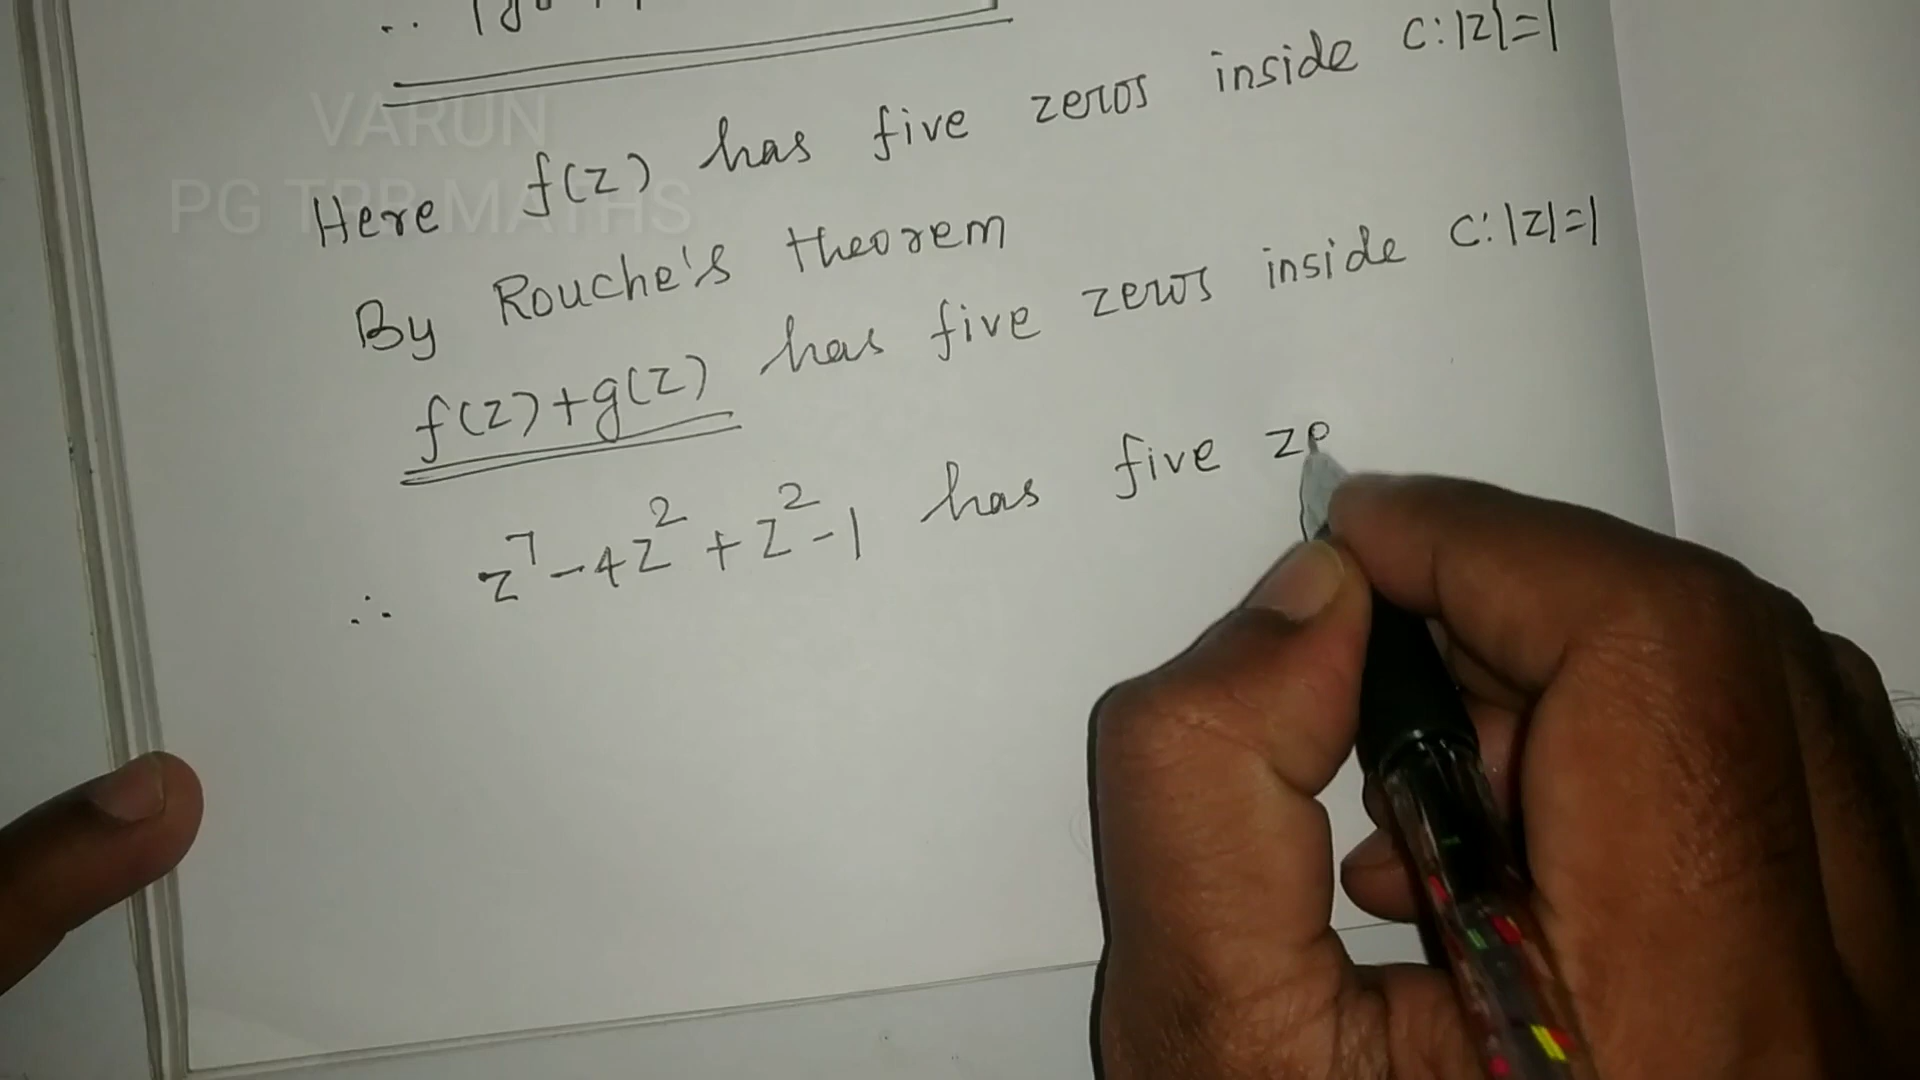 VARUN
PG TRB MATHS
Here f(z) has five zeros inside C:|z|=1
By Rouche's theorem
f(z)+g(z) has five zeros inside C:|z|=1
∴ z⁷-4z²+z²-1 has five ze